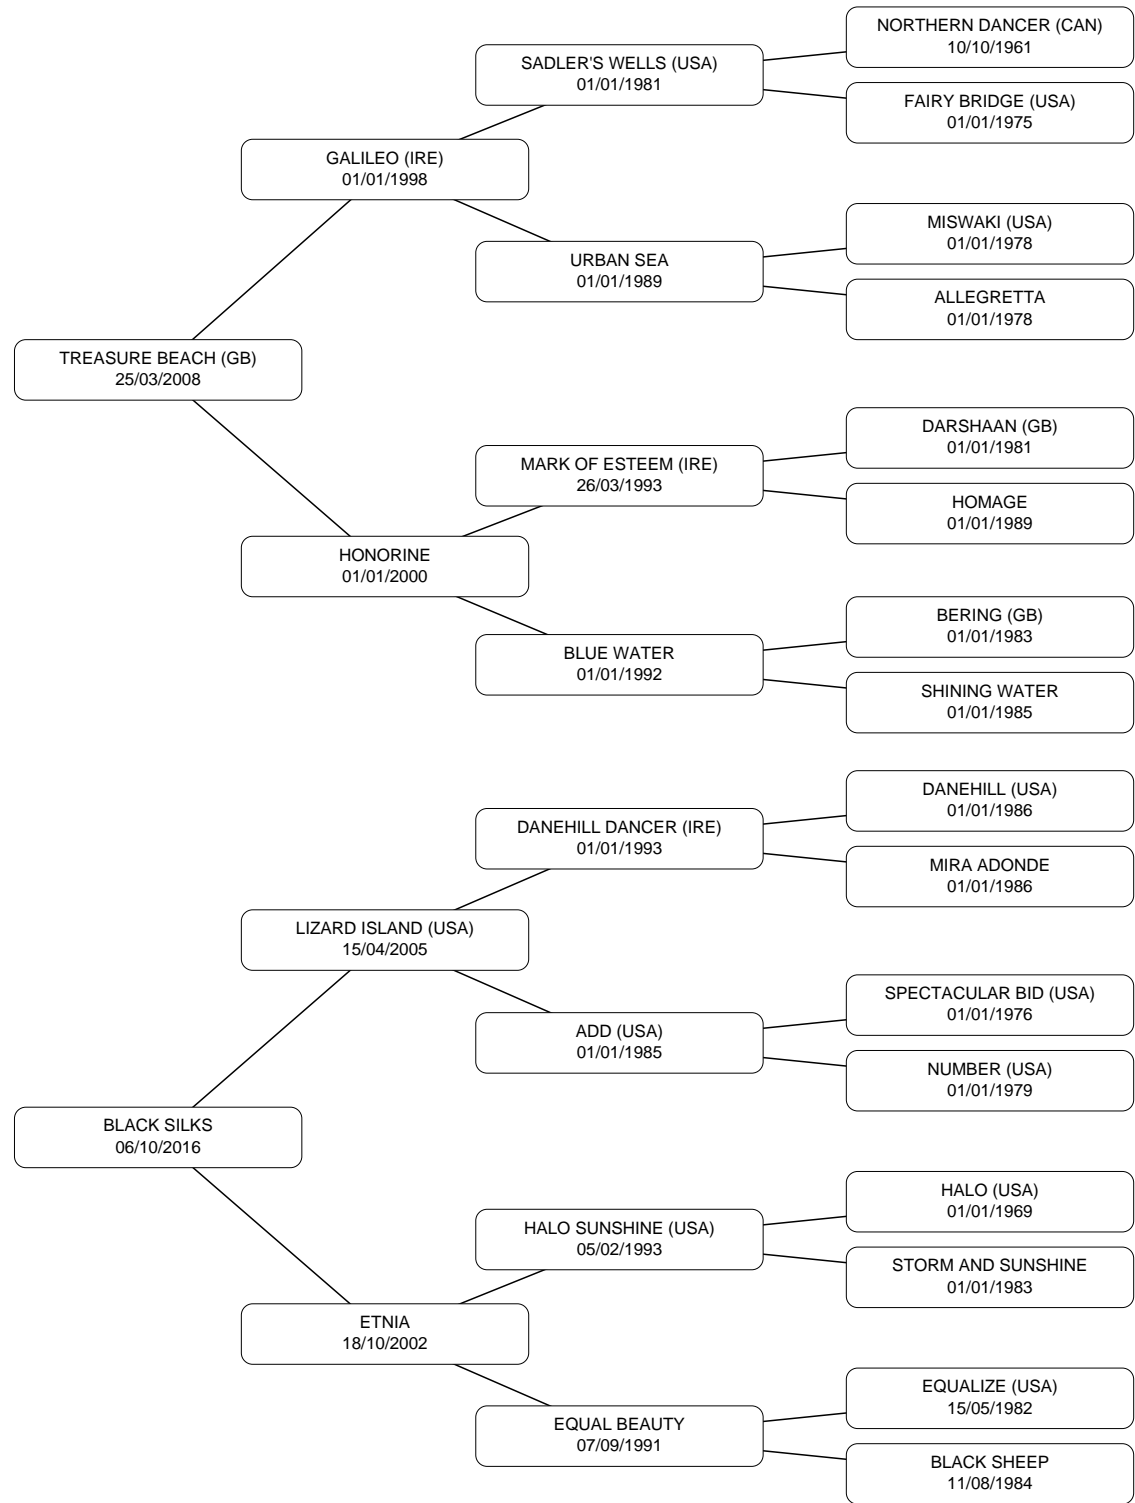 NORTHERN DANCER (CAN)
10/10/1961
SADLER'S WELLS (USA)
01/01/1981
FAIRY BRIDGE (USA)
01/01/1975
GALILEO (IRE)
01/01/1998
MISWAKI (USA)
01/01/1978
URBAN SEA
01/01/1989
ALLEGRETTA
01/01/1978
TREASURE BEACH (GB)
25/03/2008
DARSHAAN (GB)
01/01/1981
MARK OF ESTEEM (IRE)
26/03/1993
HOMAGE
01/01/1989
HONORINE
01/01/2000
BERING (GB)
01/01/1983
BLUE WATER
01/01/1992
SHINING WATER
01/01/1985
DANEHILL (USA)
01/01/1986
DANEHILL DANCER (IRE)
01/01/1993
MIRA ADONDE
01/01/1986
LIZARD ISLAND (USA)
15/04/2005
SPECTACULAR BID (USA)
01/01/1976
ADD (USA)
01/01/1985
NUMBER (USA)
01/01/1979
BLACK SILKS
06/10/2016
HALO (USA)
01/01/1969
HALO SUNSHINE (USA)
05/02/1993
STORM AND SUNSHINE
01/01/1983
ETNIA
18/10/2002
EQUALIZE (USA)
15/05/1982
EQUAL BEAUTY
07/09/1991
BLACK SHEEP
11/08/1984